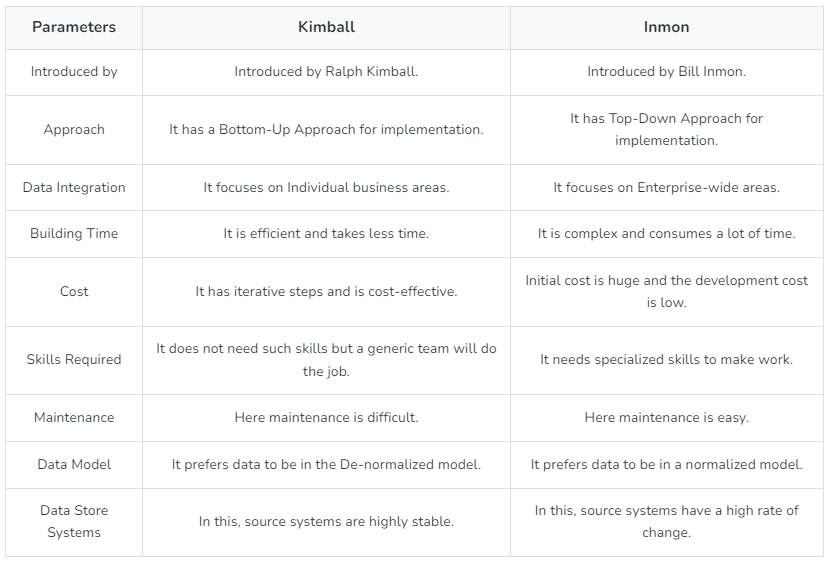 Parameters Kimball Inmon
Introduced by Introduced by Ralph Kimball. Introduced by Bill Inmon.
Approach It has a Bottom-Up Approach for implementation. It has Top-Down Approach for
implementation.
Data Integration It focuses on Individual business areas. It focuses on Enterprise-wide areas.
Building Time It is efficient and takes less time. It is complex and consumes a lot of time.
Cost It has iterative steps and is cost-effective. Initial cost is huge and the development cost
is low.
Skills Required It does not need such skills but a generic team will do
the job. It needs specialized skills to make work.
Maintenance Here maintenance is difficult. Here maintenance is easy.
Data Model It prefers data to be in the De-normalized model. It prefers data to be in a normalized model.
Data Store
Systems In this, source systems are highly stable. In this, source systems have a high rate of
change.